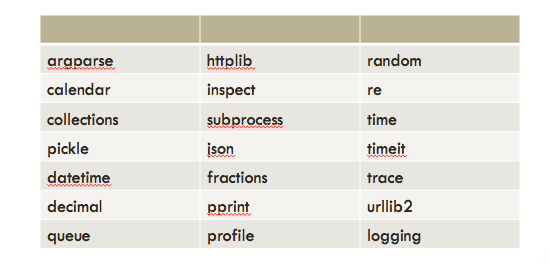 argparse httplib random
calendar inspect re
collections subprocess time
pickle json timeit
datetime fractions trace
decimal pprint urllib2
queue profile logging